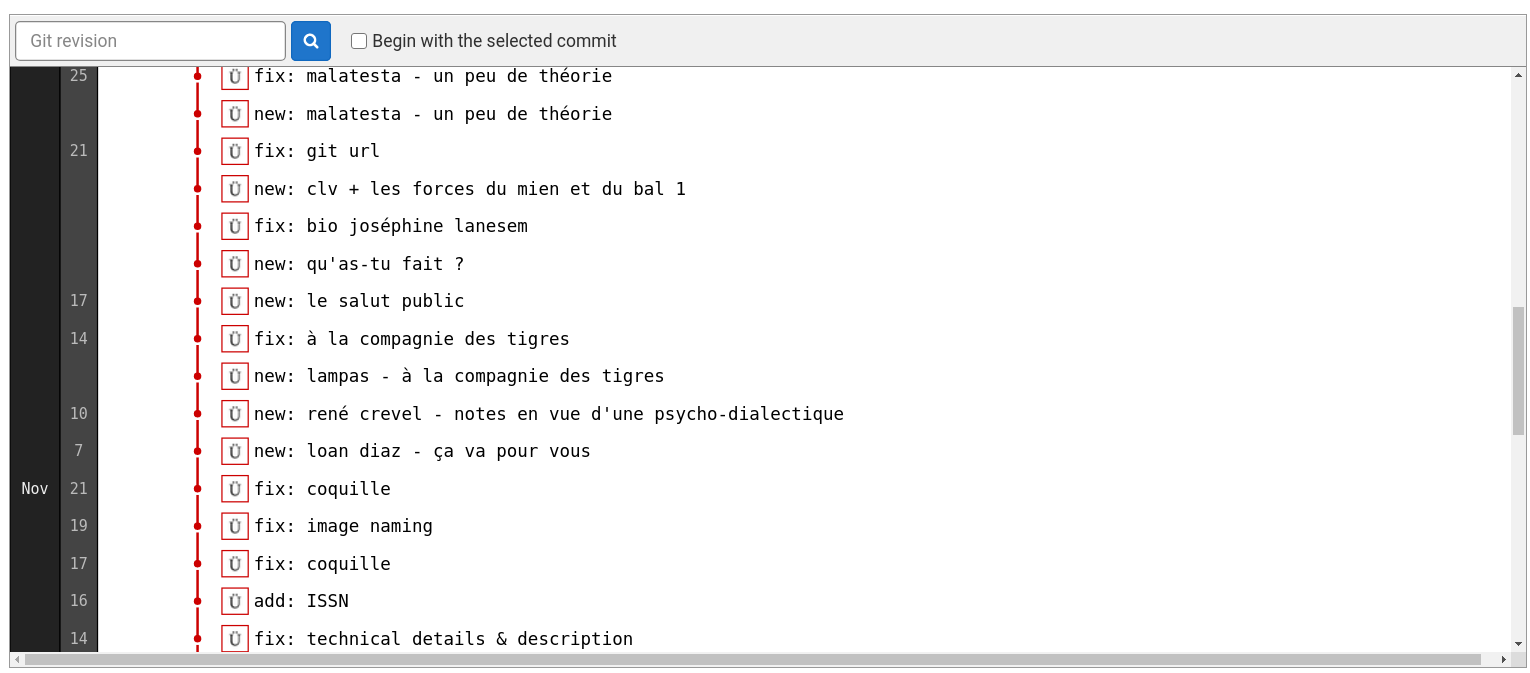 Git revision Begin with the selected commit
25 Ü fix: malatesta - un peu de théorie
Ü new: malatesta - un peu de théorie
21 Ü fix: git url
Ü new: clv + les forces du mien et du bal 1
Ü fix: bio joséphine lanesem
Ü new: qu'as-tu fait ?
17 Ü new: le salut public
14 Ü fix: à la compagnie des tigres
Ü new: lampas - à la compagnie des tigres
10 Ü new: rené crevel - notes en vue d'une psycho-dialectique
7 Ü new: loan diaz - ça va pour vous
Nov 21 Ü fix: coquille
19 Ü fix: image naming
17 Ü fix: coquille
16 Ü add: ISSN
14 Ü fix: technical details & description